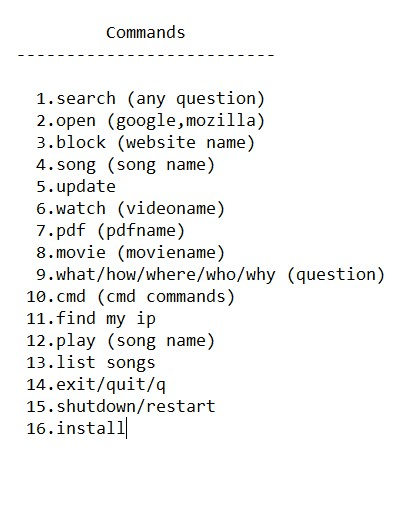 Commands
--------------------------
1.search (any question)
2.open (google,mozilla)
3.block (website name)
4.song (song name)
5.update
6.watch (videoname)
7.pdf (pdfname)
8.movie (moviename)
9.what/how/where/who/why (question)
10.cmd (cmd commands)
11.find my ip
12.play (song name)
13.list songs
14.exit/quit/q
15.shutdown/restart
16.install